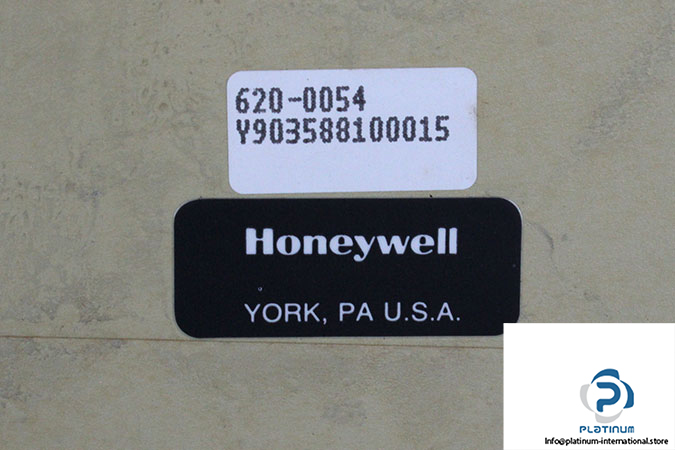 620-0054
Y903588100015
Honeywell
YORK, PA U.S.A.
PLATINUM
Info@platinum-international.store